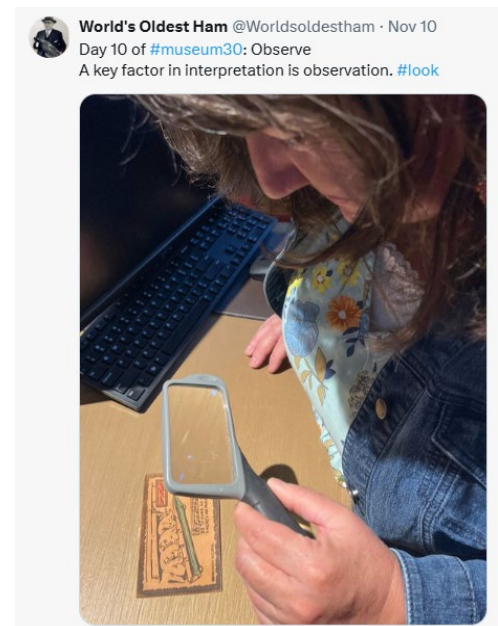 World's Oldest Ham @Worldsoldestham · Nov 10
Day 10 of #museum30: Observe
A key factor in interpretation is observation. #look